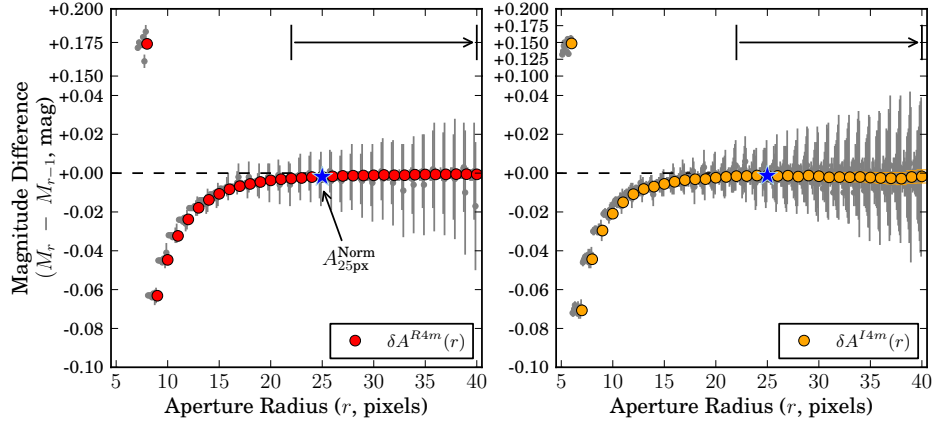 Magnitude Difference
(M_r − M_{r−1}, mag)
+0.200
+0.175
+0.150
+0.04
+0.02
+0.00
-0.02
-0.04
-0.06
-0.08
-0.10
A^{Norm}_{25px}
δA^{R4m}(r)
5 10 15 20 25 30 35 40
Aperture Radius (r, pixels)
+0.200
+0.175
+0.150
+0.125
+0.100
+0.04
+0.02
+0.00
-0.02
-0.04
-0.06
-0.08
-0.10
δA^{I4m}(r)
5 10 15 20 25 30 35 40
Aperture Radius (r, pixels)